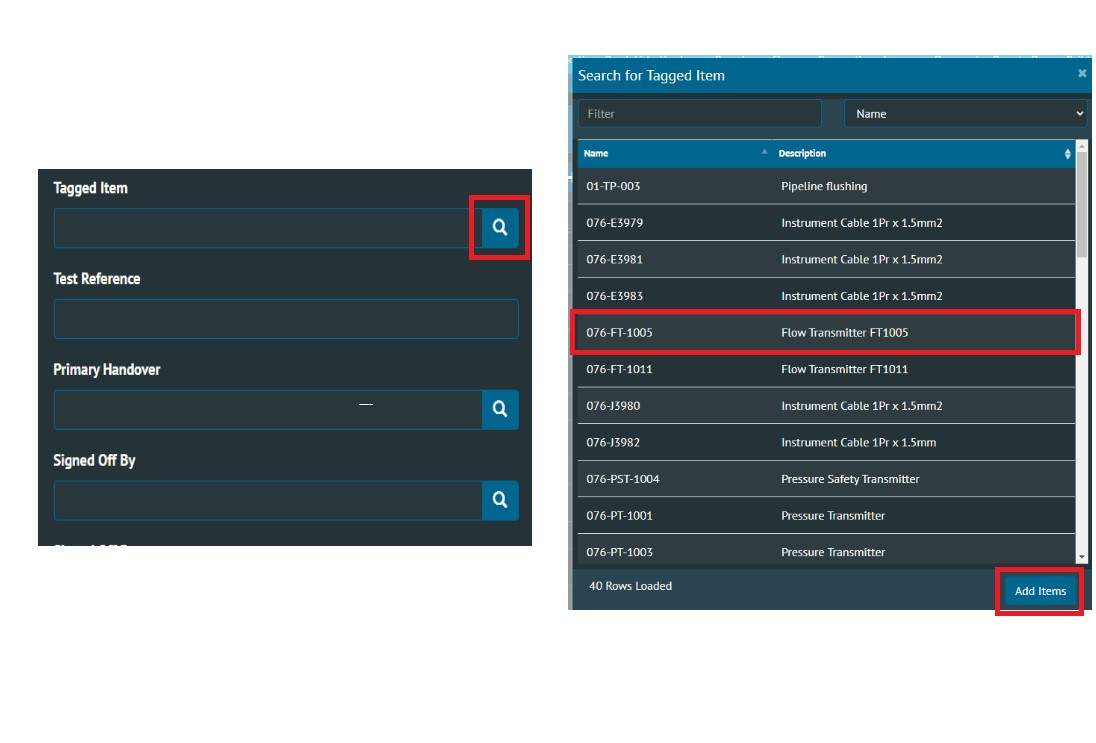 Tagged Item
Test Reference
Primary Handover
Signed Off By
Search for Tagged Item
Filter
Name
Name Description
01-TP-003 Pipeline flushing
076-E3979 Instrument Cable 1Pr x 1.5mm2
076-E3981 Instrument Cable 1Pr x 1.5mm2
076-E3983 Instrument Cable 1Pr x 1.5mm2
076-FT-1005 Flow Transmitter FT1005
076-FT-1011 Flow Transmitter FT1011
076-J3980 Instrument Cable 1Pr x 1.5mm2
076-J3982 Instrument Cable 1Pr x 1.5mm
076-PST-1004 Pressure Safety Transmitter
076-PT-1001 Pressure Transmitter
076-PT-1003 Pressure Transmitter
40 Rows Loaded
Add Items